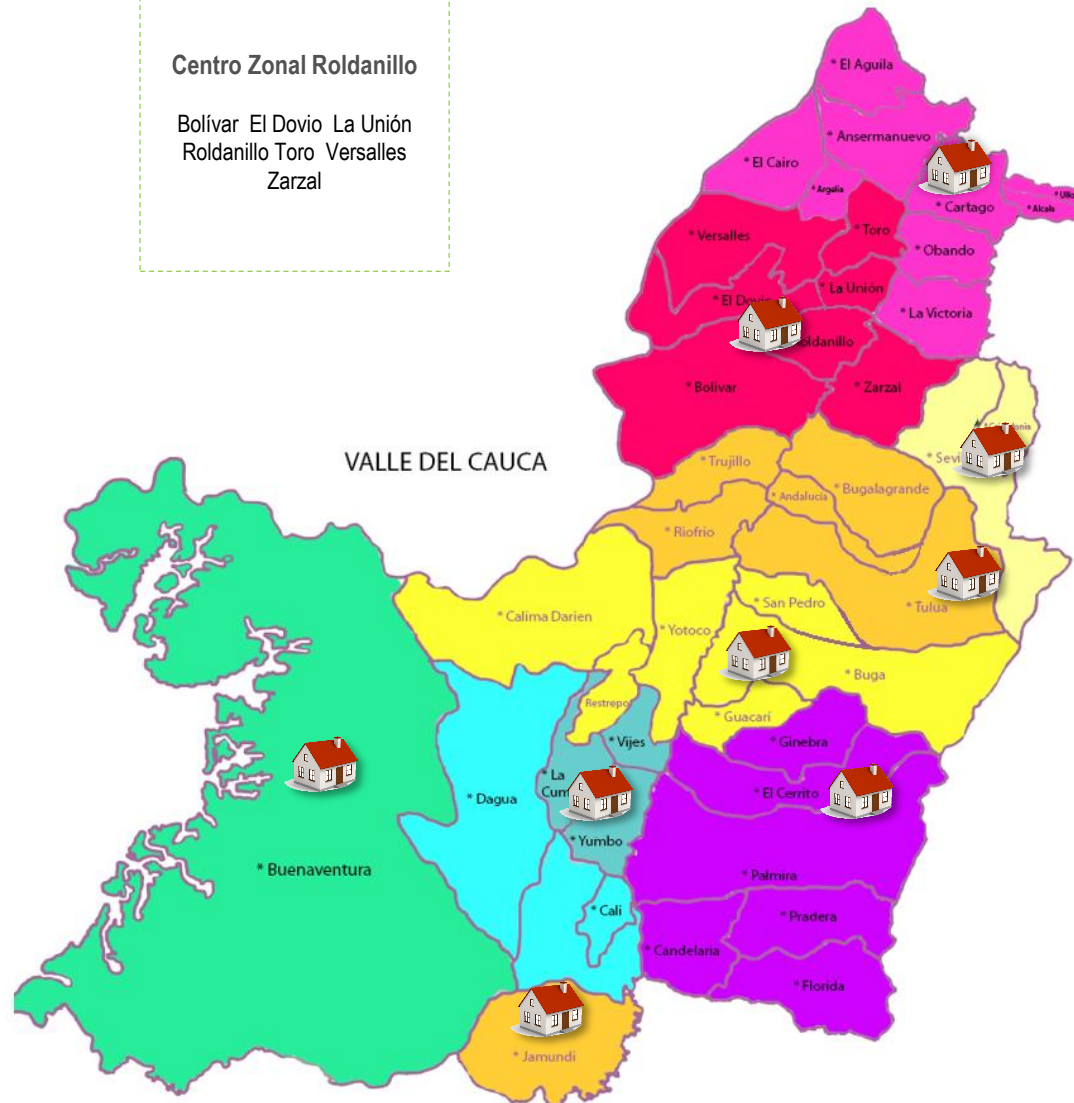 Centro Zonal Roldanillo
Bolívar El Dovio La Unión
Roldanillo Toro Versalles
Zarzal
* El Aguila
* Ansermanuevo
* El Cairo
* Argelia
* Cartago
* Alcala
* Toro
* Versalles
* Obando
* La Unión
* El Dovio
* La Victoria
oldanillo
* Bolivar
* Zarzal
VALLE DEL CAUCA
* Trujillo
* Sevi
* Bugalagrande
* Andalucía
* Riofrio
* San Pedro
* Tulua
* Calima Darien
* Yotoco
* Buga
Restrepo
* Guacarí
* Vijes
* Ginebra
* La
Cum
* Dagua
* El Cerrito
* Yumbo
* Buenaventura
* Palmira
* Cali
* Pradera
* Candelaria
* Florida
* Jamundi